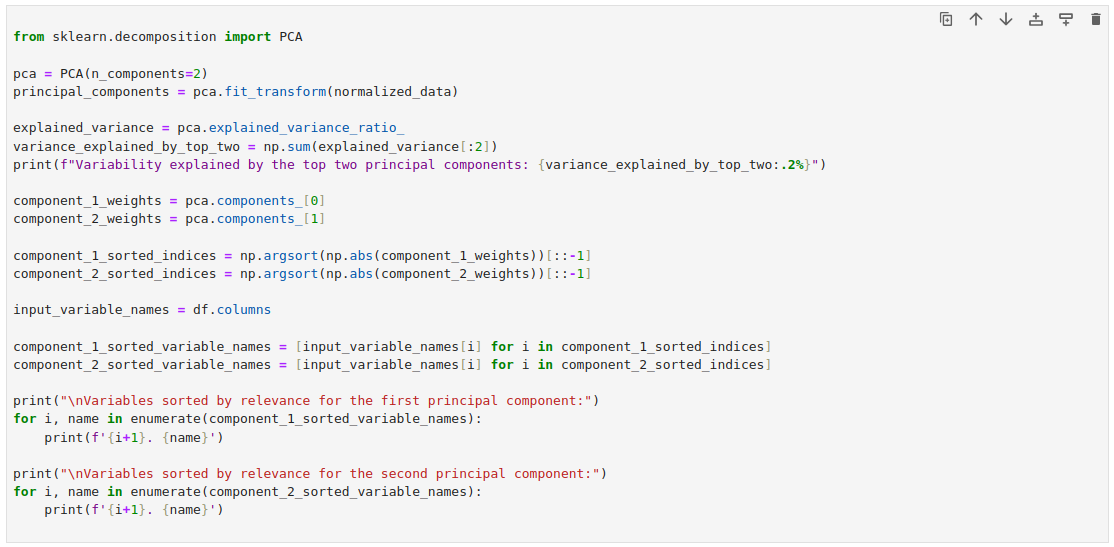 from sklearn.decomposition import PCA

pca = PCA(n_components=2)
principal_components = pca.fit_transform(normalized_data)

explained_variance = pca.explained_variance_ratio_
variance_explained_by_top_two = np.sum(explained_variance[:2])
print(f"Variability explained by the top two principal components: {variance_explained_by_top_two:.2%}")

component_1_weights = pca.components_[0]
component_2_weights = pca.components_[1]

component_1_sorted_indices = np.argsort(np.abs(component_1_weights))[::-1]
component_2_sorted_indices = np.argsort(np.abs(component_2_weights))[::-1]

input_variable_names = df.columns

component_1_sorted_variable_names = [input_variable_names[i] for i in component_1_sorted_indices]
component_2_sorted_variable_names = [input_variable_names[i] for i in component_2_sorted_indices]

print("\nVariables sorted by relevance for the first principal component:")
for i, name in enumerate(component_1_sorted_variable_names):
    print(f'{i+1}. {name}')

print("\nVariables sorted by relevance for the second principal component:")
for i, name in enumerate(component_2_sorted_variable_names):
    print(f'{i+1}. {name}')